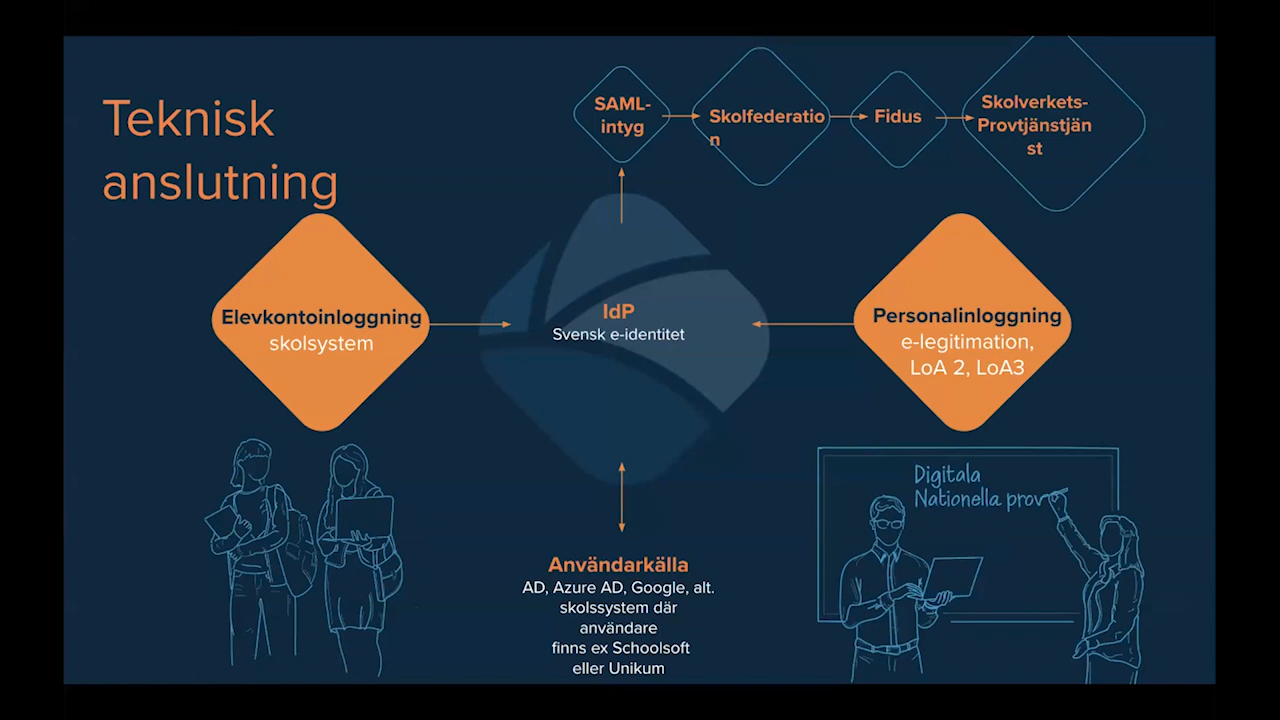 Teknisk
anslutning
SAML-
intyg
Skolfederatio
n
Fidus
Skolverkets-
Provtjänstjän
st
Elevkontoinloggning
skolsystem
IdP
Svensk e-identitet
Personalinloggning
e-legitimation,
LoA 2, LoA3
Digitala
Nationella prov
Användarkälla
AD, Azure AD, Google, alt.
skolssystem där
användare
finns ex Schoolsoft
eller Unikum